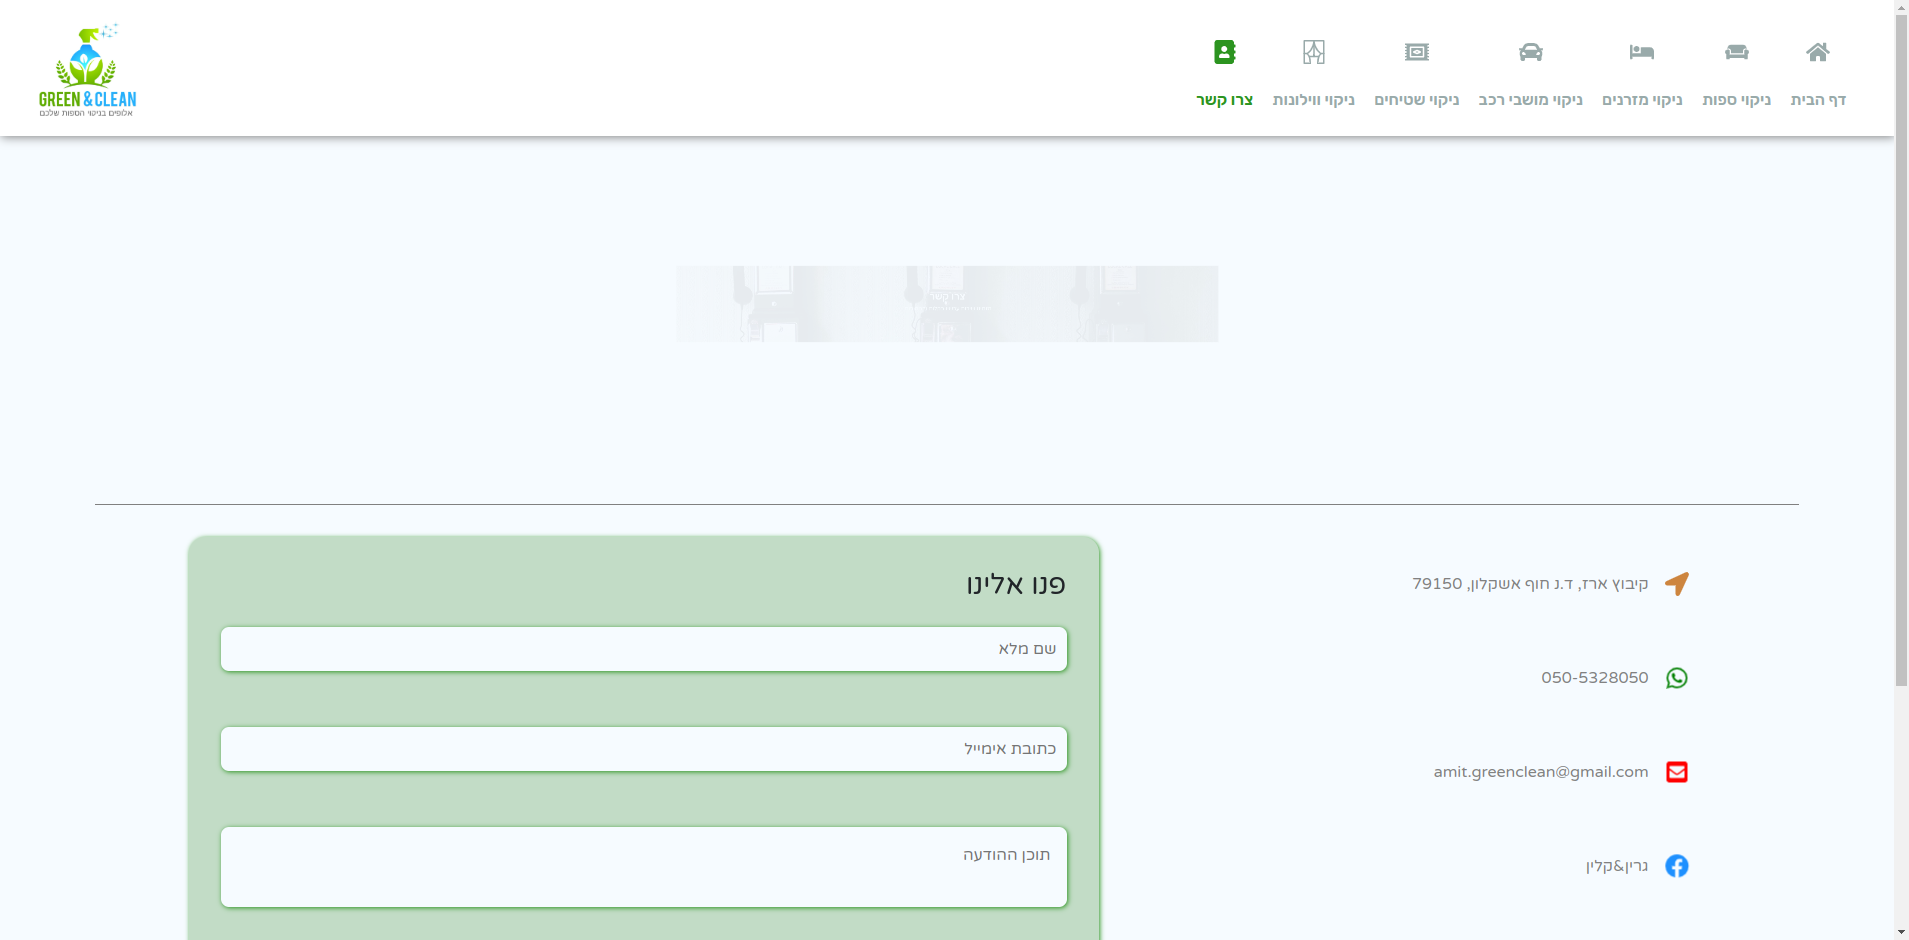 דף הבית
ניקוי ספות
ניקוי מזרנים
ניקוי מושבי רכב
ניקוי שטיחים
ניקוי ווילונות
צרו קשר
GREEN & CLEAN
אלופים בניקוי הספות שלכם
צרו קשר
קיבוץ ארז, ד.נ חוף אשקלון, 79150
050-5328050
amit.greenclean@gmail.com
גרין&קלין
פנו אלינו
שם מלא
כתובת אימייל
תוכן ההודעה